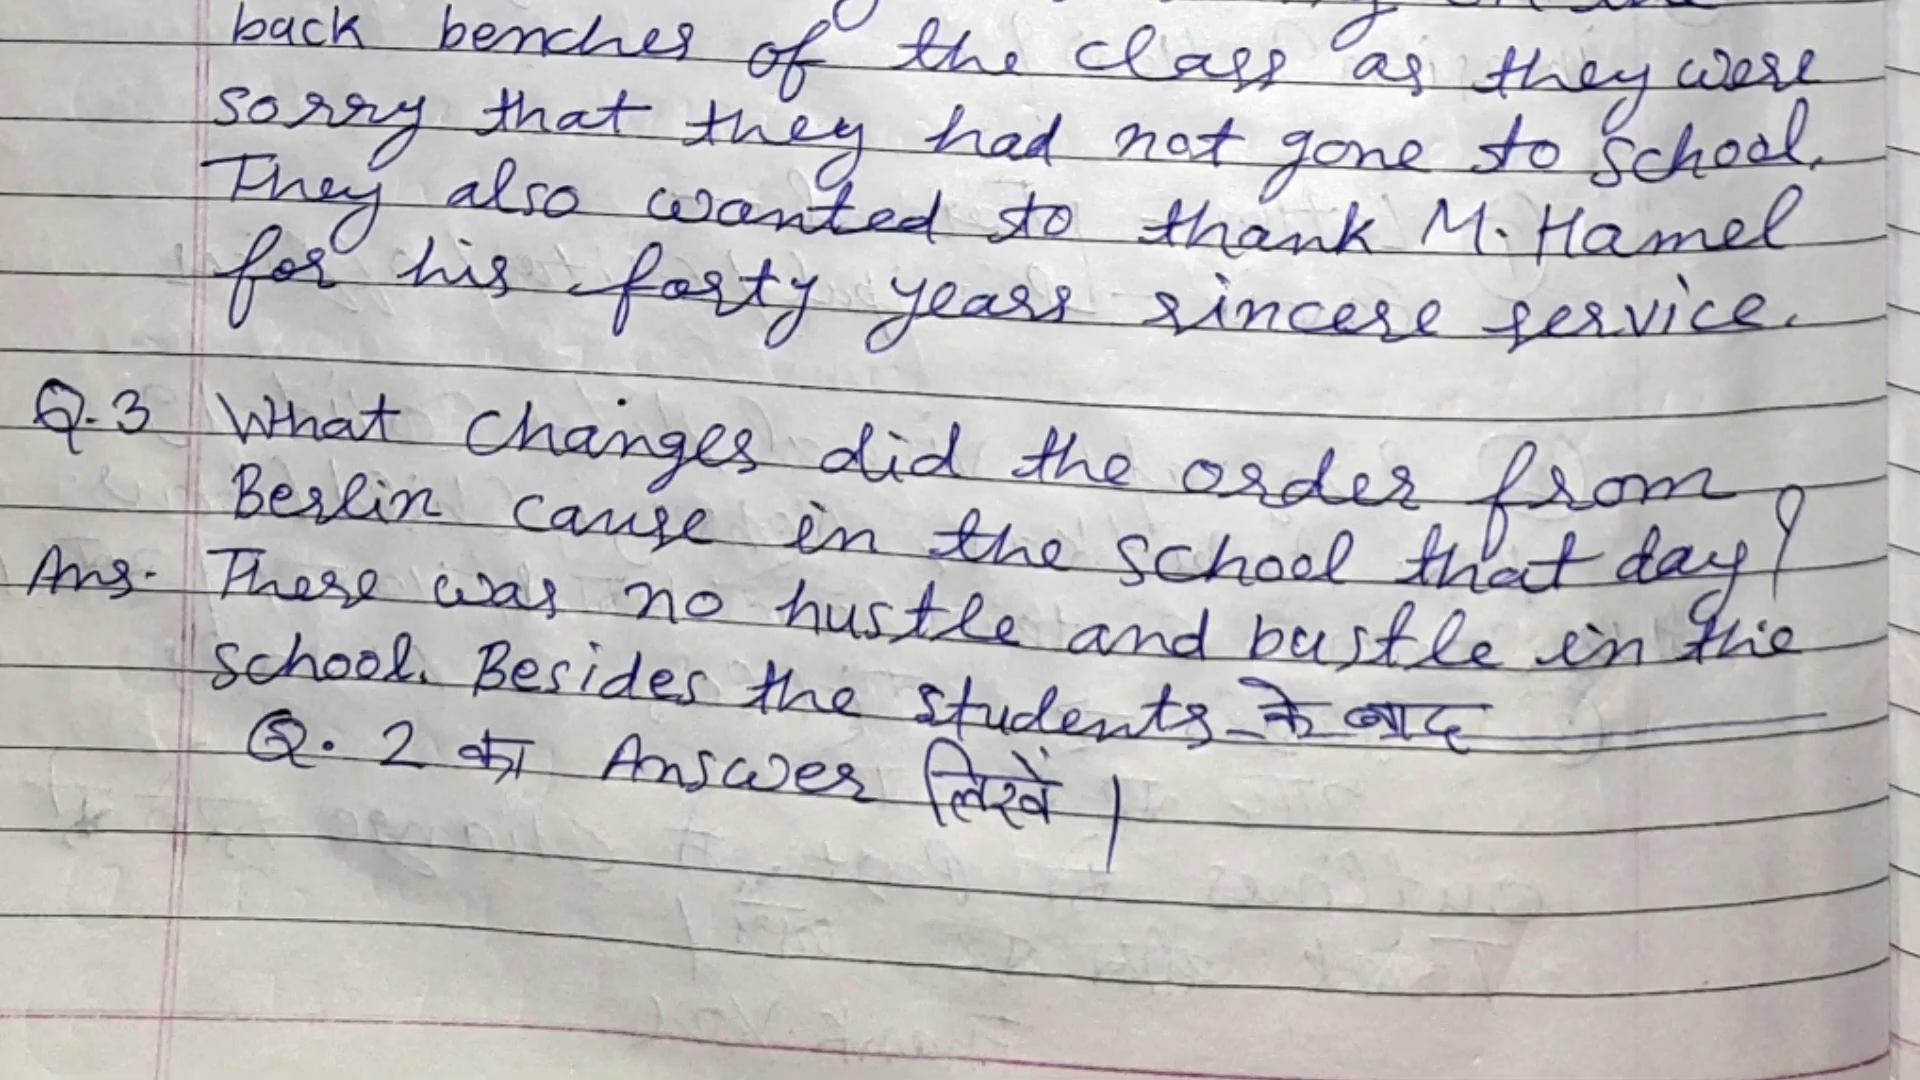 back benches of the class as they were
sorry that they had not gone to school.
They also wanted to thank M. Hamel
for his forty years sincere service.
Q.3 What changes did the order from
Berlin cause in the school that day?
Ans. There was no hustle and bustle in the
school. Besides the students के बाद
Q. 2 का Answer लिखें।